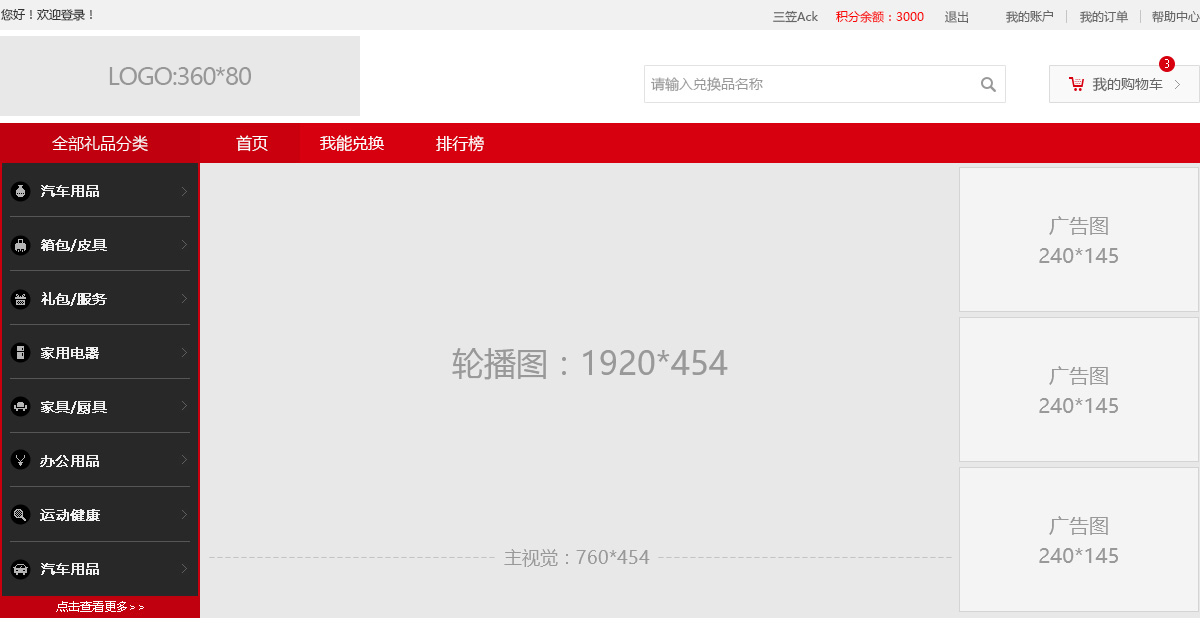 您好！欢迎登录！
三笠Ack 积分余额：3000 退出 我的账户 我的订单 帮助中心
LOGO:360*80
请输入兑换品名称
3
我的购物车
全部礼品分类 首页 我能兑换 排行榜
汽车用品
箱包/皮具
礼包/服务
家用电器
家具/厨具
办公用品
运动健康
汽车用品
点击查看更多>>
轮播图：1920*454
主视觉：760*454
广告图
240*145
广告图
240*145
广告图
240*145